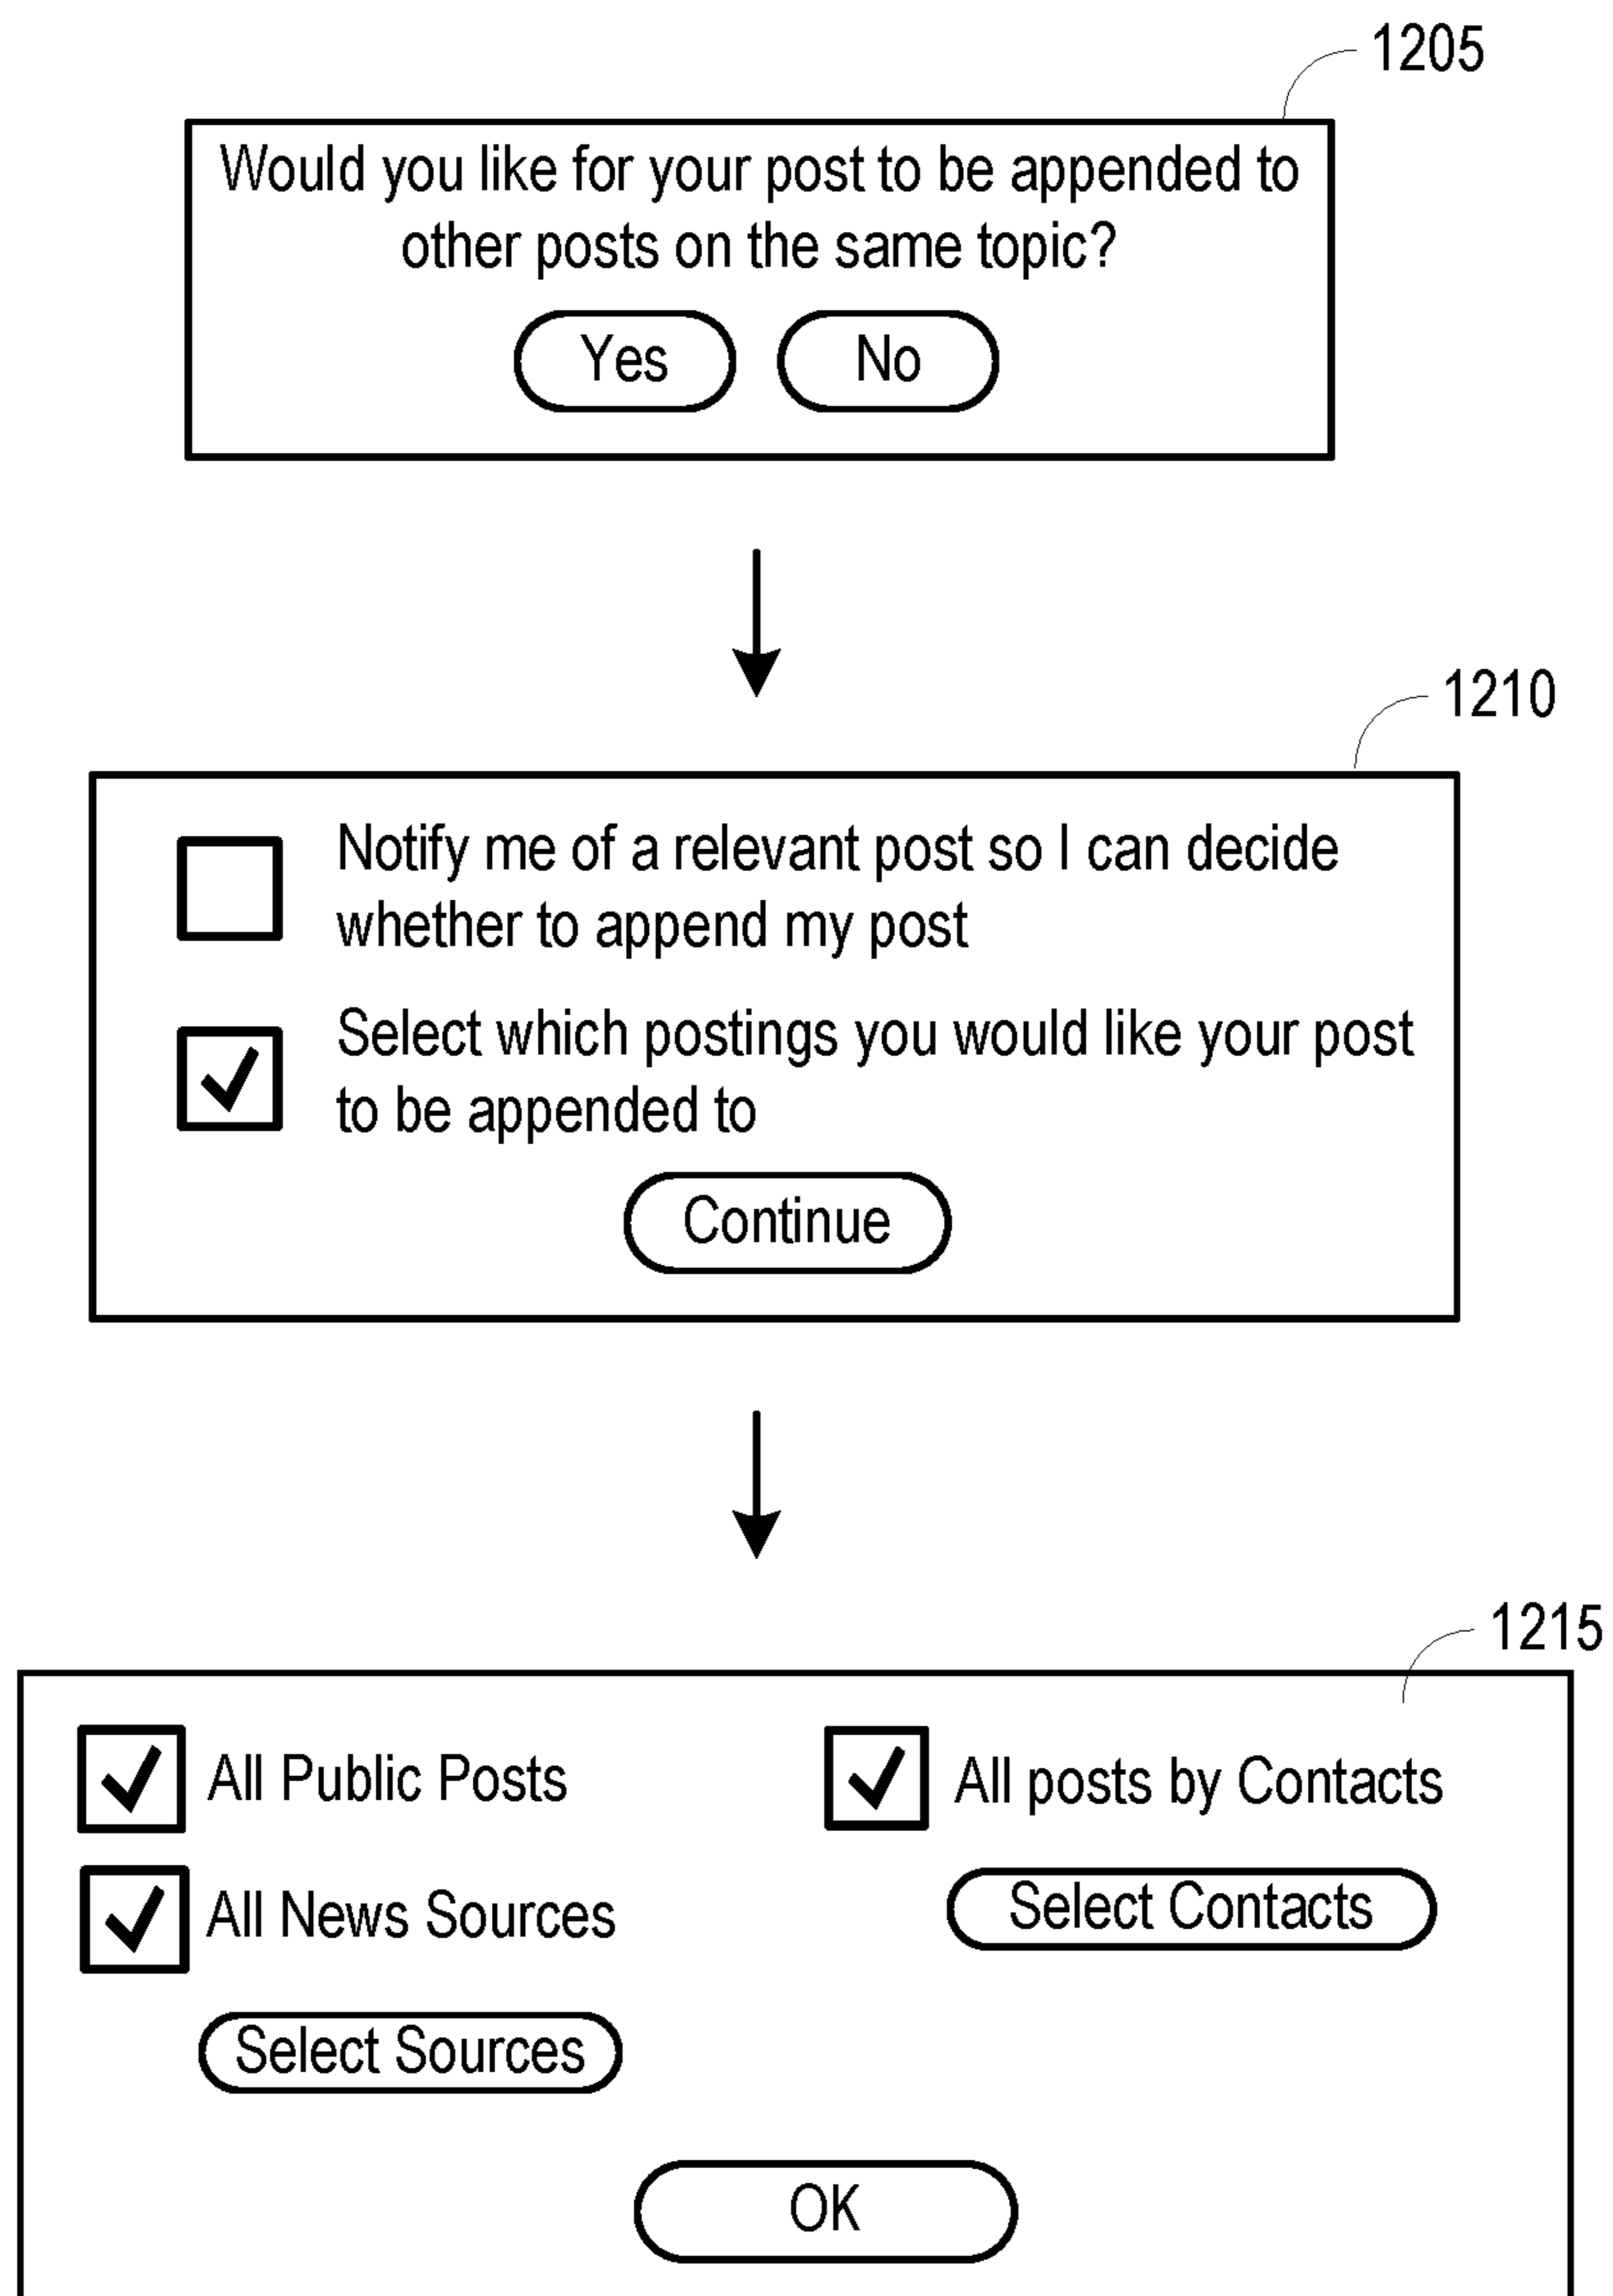 1205
Would you like for your post to be appended to
other posts on the same topic?
Yes No
1210
Notify me of a relevant post so I can decide
whether to append my post
Select which postings you would like your post
to be appended to
Continue
1215
All Public Posts All posts by Contacts
All News Sources Select Contacts
Select Sources
OK